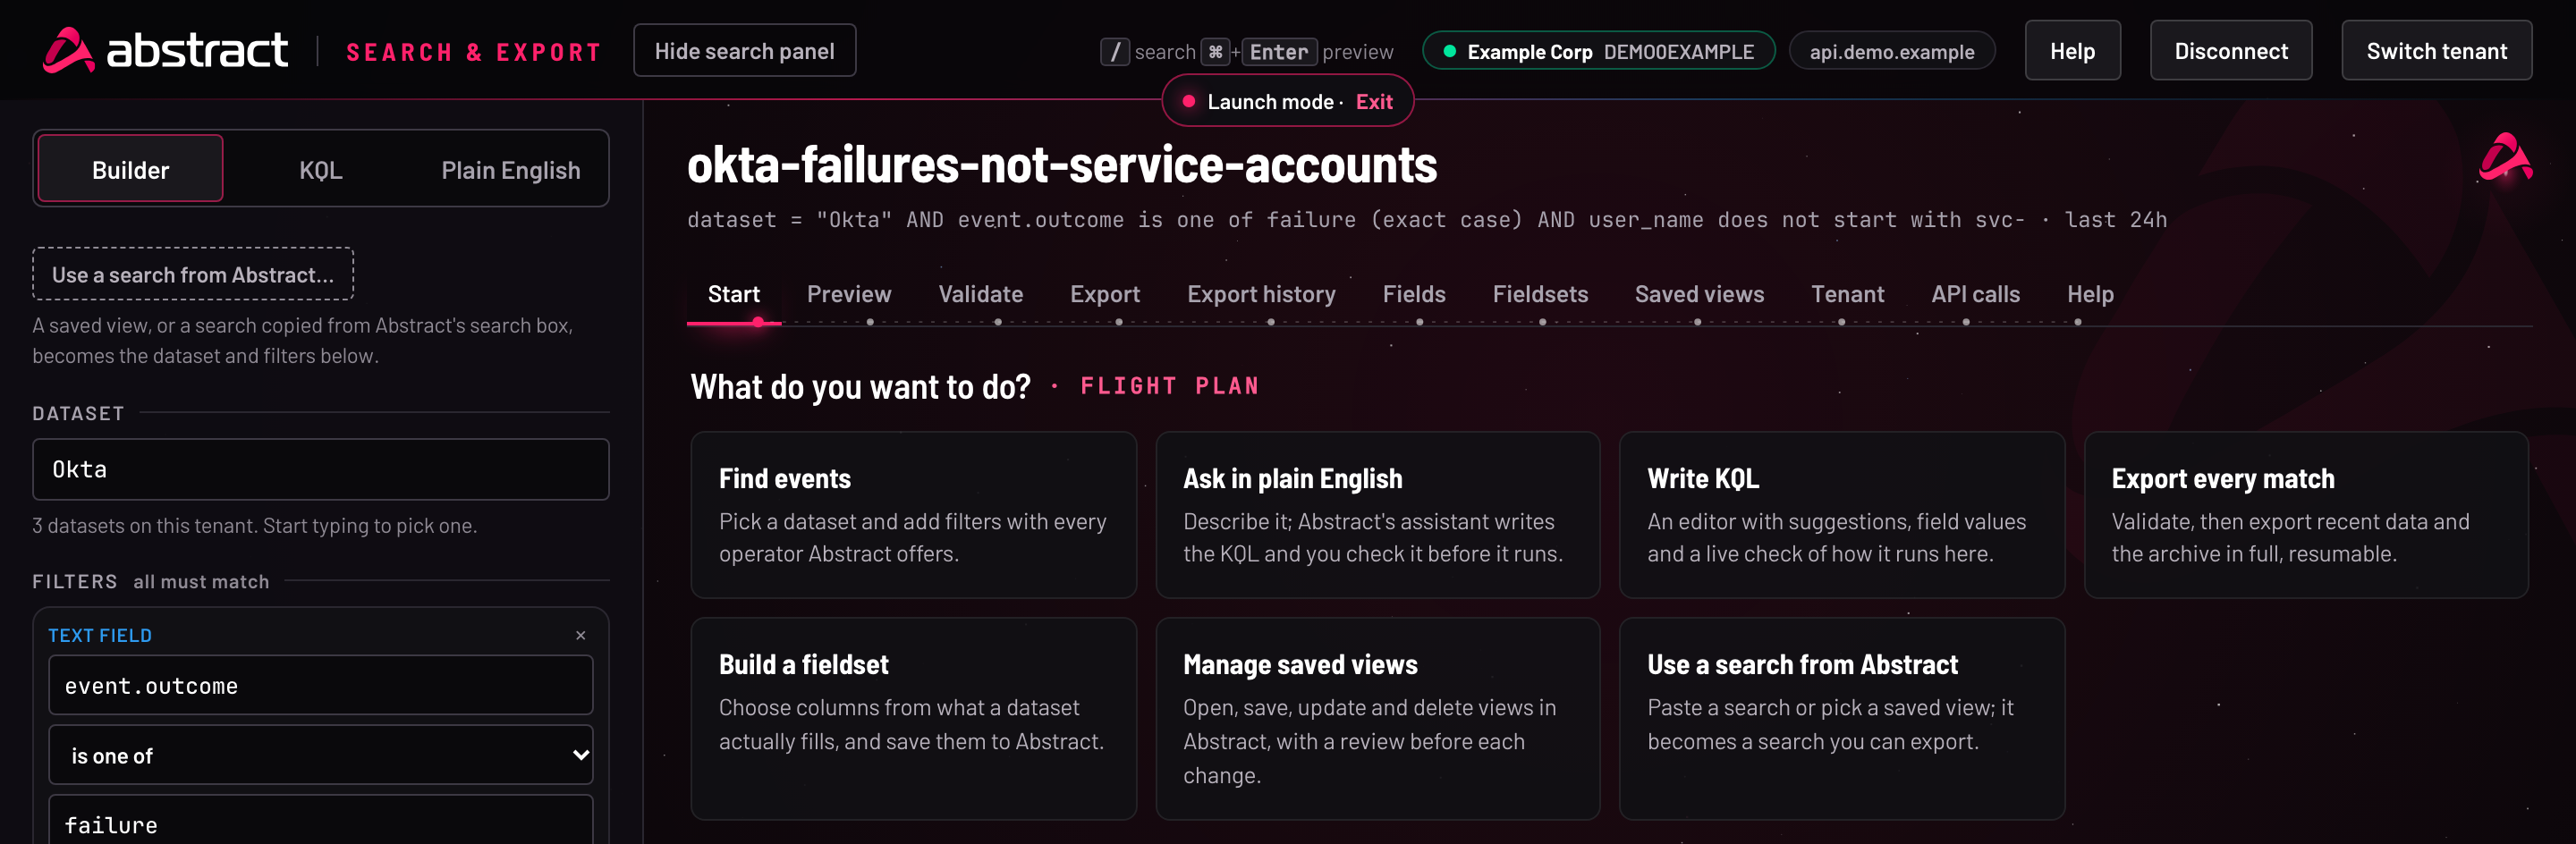 abstract
SEARCH & EXPORT
Hide search panel
/ search ⌘+Enter preview
Example Corp DEMO0EXAMPLE
api.demo.example
Help
Disconnect
Switch tenant
Launch mode · Exit
Builder
KQL
Plain English
Use a search from Abstract...
A saved view, or a search copied from Abstract's search box,
becomes the dataset and filters below.
DATASET
Okta
3 datasets on this tenant. Start typing to pick one.
FILTERS all must match
TEXT FIELD ×
event.outcome
is one of
failure
okta-failures-not-service-accounts
dataset = "Okta" AND event.outcome is one of failure (exact case) AND user_name does not start with svc- · last 24h
Start
Preview
Validate
Export
Export history
Fields
Fieldsets
Saved views
Tenant
API calls
Help
What do you want to do? · FLIGHT PLAN
Find events
Pick a dataset and add filters with every
operator Abstract offers.
Ask in plain English
Describe it; Abstract's assistant writes
the KQL and you check it before it runs.
Write KQL
An editor with suggestions, field values
and a live check of how it runs here.
Export every match
Validate, then export recent data and
the archive in full, resumable.
Build a fieldset
Choose columns from what a dataset
actually fills, and save them to Abstract.
Manage saved views
Open, save, update and delete views in
Abstract, with a review before each
change.
Use a search from Abstract
Paste a search or pick a saved view; it
becomes a search you can export.